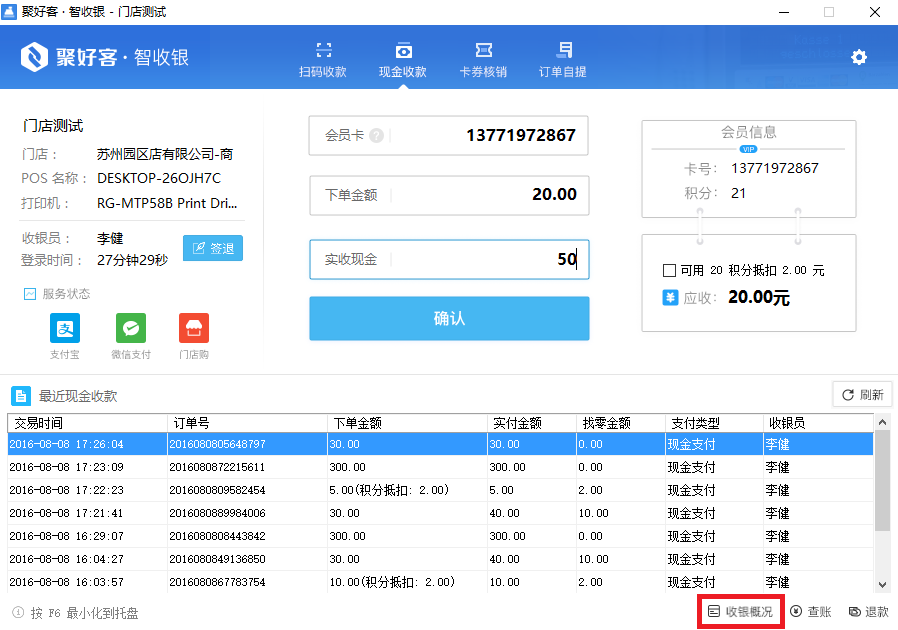 聚好客 · 智收银 - 门店测试
聚好客 · 智收银
扫码收款 现金收款 卡券核销 订单自提
门店测试
门店： 苏州园区店有限公司-商
POS 名称： DESKTOP-26OJH7C
打印机： RG-MTP58B Print Dri...
收银员： 李健
登录时间： 27分钟29秒
签退
服务状态
支付宝 微信支付 门店购
会员卡 ? 13771972867
下单金额 20.00
实收现金 50
确认
会员信息
VIP
卡号： 13771972867
积分： 21
可用 20 积分抵扣 2.00 元
¥ 应收： 20.00元
最近现金收款 刷新
交易时间 订单号 下单金额 实付金额 找零金额 支付类型 收银员
2016-08-08 17:26:04 2016080805648797 30.00 30.00 0.00 现金支付 李健
2016-08-08 17:23:09 2016080872215611 300.00 300.00 0.00 现金支付 李健
2016-08-08 17:22:23 2016080809582454 5.00(积分抵扣: 2.00) 5.00 2.00 现金支付 李健
2016-08-08 17:21:41 2016080889984006 30.00 40.00 10.00 现金支付 李健
2016-08-08 16:29:07 2016080808443842 300.00 300.00 0.00 现金支付 李健
2016-08-08 16:04:27 2016080849136850 30.00 40.00 10.00 现金支付 李健
2016-08-08 16:03:57 2016080867783754 10.00(积分抵扣: 2.00) 10.00 2.00 现金支付 李健
按 F6 最小化到托盘 收银概况 查账 退款